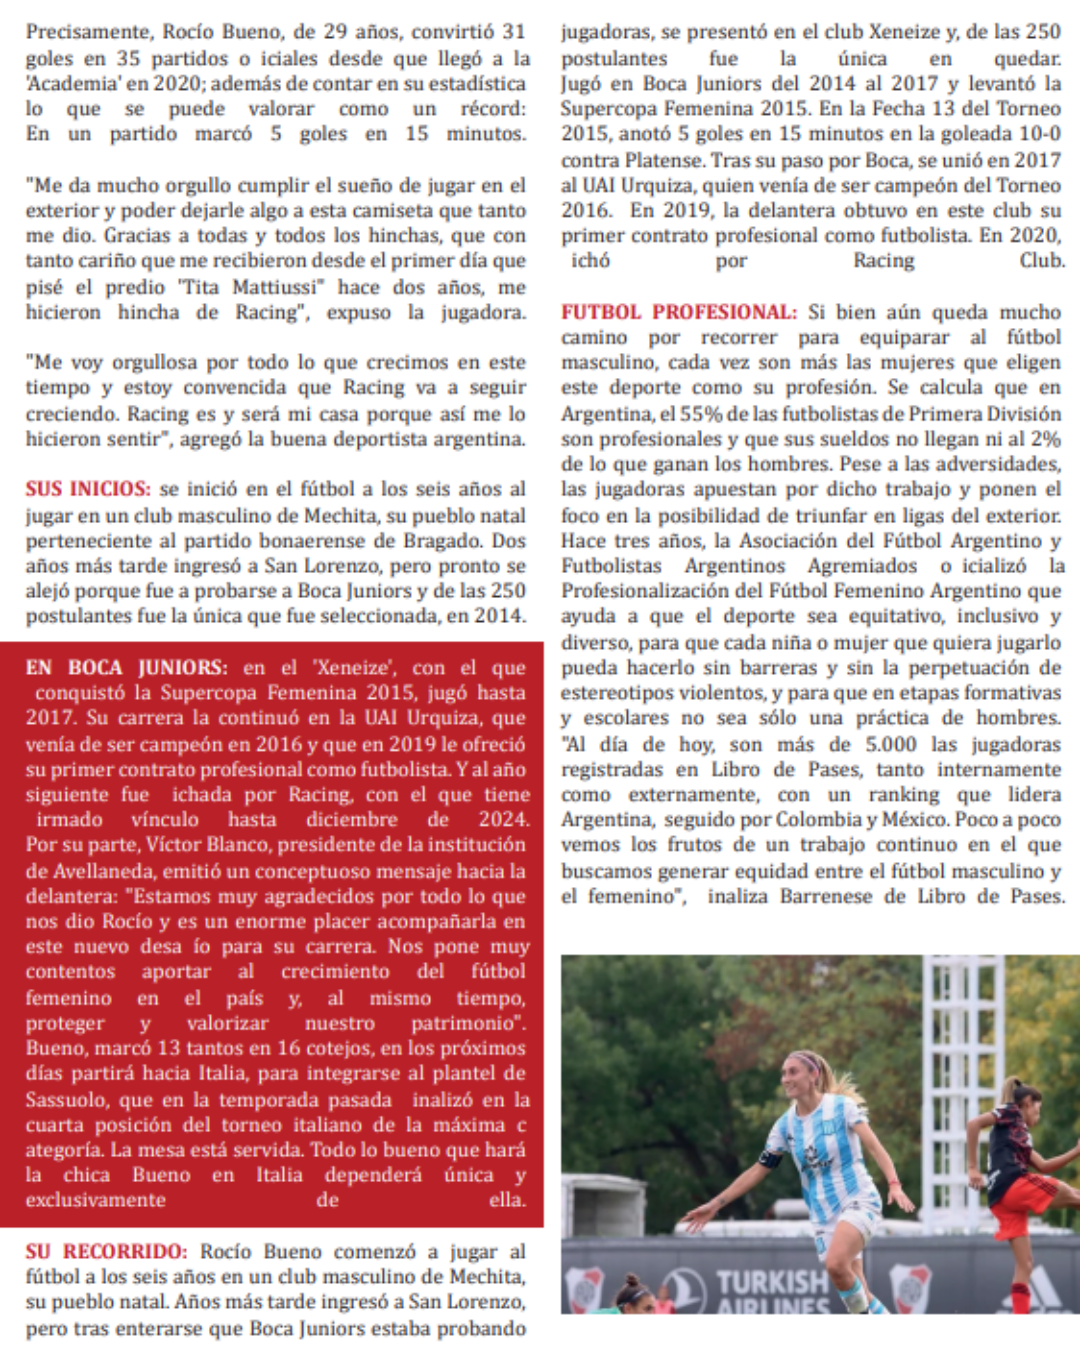 Precisamente, Rocío Bueno, de 29 años, convirtió 31
goles en 35 partidos o iciales desde que llegó a la
'Academia' en 2020; además de contar en su estadística
lo que se puede valorar como un récord:
En un partido marcó 5 goles en 15 minutos.
"Me da mucho orgullo cumplir el sueño de jugar en el
exterior y poder dejarle algo a esta camiseta que tanto
me dio. Gracias a todas y todos los hinchas, que con
tanto cariño que me recibieron desde el primer día que
pisé el predio 'Tita Mattiussi" hace dos años, me
hicieron hincha de Racing", expuso la jugadora.
"Me voy orgullosa por todo lo que crecimos en este
tiempo y estoy convencida que Racing va a seguir
creciendo. Racing es y será mi casa porque así me lo
hicieron sentir", agregó la buena deportista argentina.
SUS INICIOS: se inició en el fútbol a los seis años al
jugar en un club masculino de Mechita, su pueblo natal
perteneciente al partido bonaerense de Bragado. Dos
años más tarde ingresó a San Lorenzo, pero pronto se
alejó porque fue a probarse a Boca Juniors y de las 250
postulantes fue la única que fue seleccionada, en 2014.
EN BOCA JUNIORS: en el 'Xeneize', con el que
conquistó la Supercopa Femenina 2015, jugó hasta
2017. Su carrera la continuó en la UAI Urquiza, que
venía de ser campeón en 2016 y que en 2019 le ofreció
su primer contrato profesional como futbolista. Y al año
siguiente fue ichada por Racing, con el que tiene
irmado vínculo hasta diciembre de 2024.
Por su parte, Víctor Blanco, presidente de la institución
de Avellaneda, emitió un conceptuoso mensaje hacia la
delantera: "Estamos muy agradecidos por todo lo que
nos dio Rocío y es un enorme placer acompañarla en
este nuevo desa ío para su carrera. Nos pone muy
contentos aportar al crecimiento del fútbol
femenino en el país y, al mismo tiempo,
proteger y valorizar nuestro patrimonio".
Bueno, marcó 13 tantos en 16 cotejos, en los próximos
días partirá hacia Italia, para integrarse al plantel de
Sassuolo, que en la temporada pasada inalizó en la
cuarta posición del torneo italiano de la máxima c
ategoría. La mesa está servida. Todo lo bueno que hará
la chica Bueno en Italia dependerá única y
exclusivamente de ella.
SU RECORRIDO: Rocío Bueno comenzó a jugar al
fútbol a los seis años en un club masculino de Mechita,
su pueblo natal. Años más tarde ingresó a San Lorenzo,
pero tras enterarse que Boca Juniors estaba probando
jugadoras, se presentó en el club Xeneize y, de las 250
postulantes fue la única en quedar.
Jugó en Boca Juniors del 2014 al 2017 y levantó la
Supercopa Femenina 2015. En la Fecha 13 del Torneo
2015, anotó 5 goles en 15 minutos en la goleada 10-0
contra Platense. Tras su paso por Boca, se unió en 2017
al UAI Urquiza, quien venía de ser campeón del Torneo
2016. En 2019, la delantera obtuvo en este club su
primer contrato profesional como futbolista. En 2020,
ichó por Racing Club.
FUTBOL PROFESIONAL: Si bien aún queda mucho
camino por recorrer para equiparar al fútbol
masculino, cada vez son más las mujeres que eligen
este deporte como su profesión. Se calcula que en
Argentina, el 55% de las futbolistas de Primera División
son profesionales y que sus sueldos no llegan ni al 2%
de lo que ganan los hombres. Pese a las adversidades,
las jugadoras apuestan por dicho trabajo y ponen el
foco en la posibilidad de triunfar en ligas del exterior.
Hace tres años, la Asociación del Fútbol Argentino y
Futbolistas Argentinos Agremiados o icializó la
Profesionalización del Fútbol Femenino Argentino que
ayuda a que el deporte sea equitativo, inclusivo y
diverso, para que cada niña o mujer que quiera jugarlo
pueda hacerlo sin barreras y sin la perpetuación de
estereotipos violentos, y para que en etapas formativas
y escolares no sea sólo una práctica de hombres.
"Al día de hoy, son más de 5.000 las jugadoras
registradas en Libro de Pases, tanto internamente
como externamente, con un ranking que lidera
Argentina, seguido por Colombia y México. Poco a poco
vemos los frutos de un trabajo continuo en el que
buscamos generar equidad entre el fútbol masculino y
el femenino", inaliza Barrenese de Libro de Pases.
TURKISH
AIRLINES